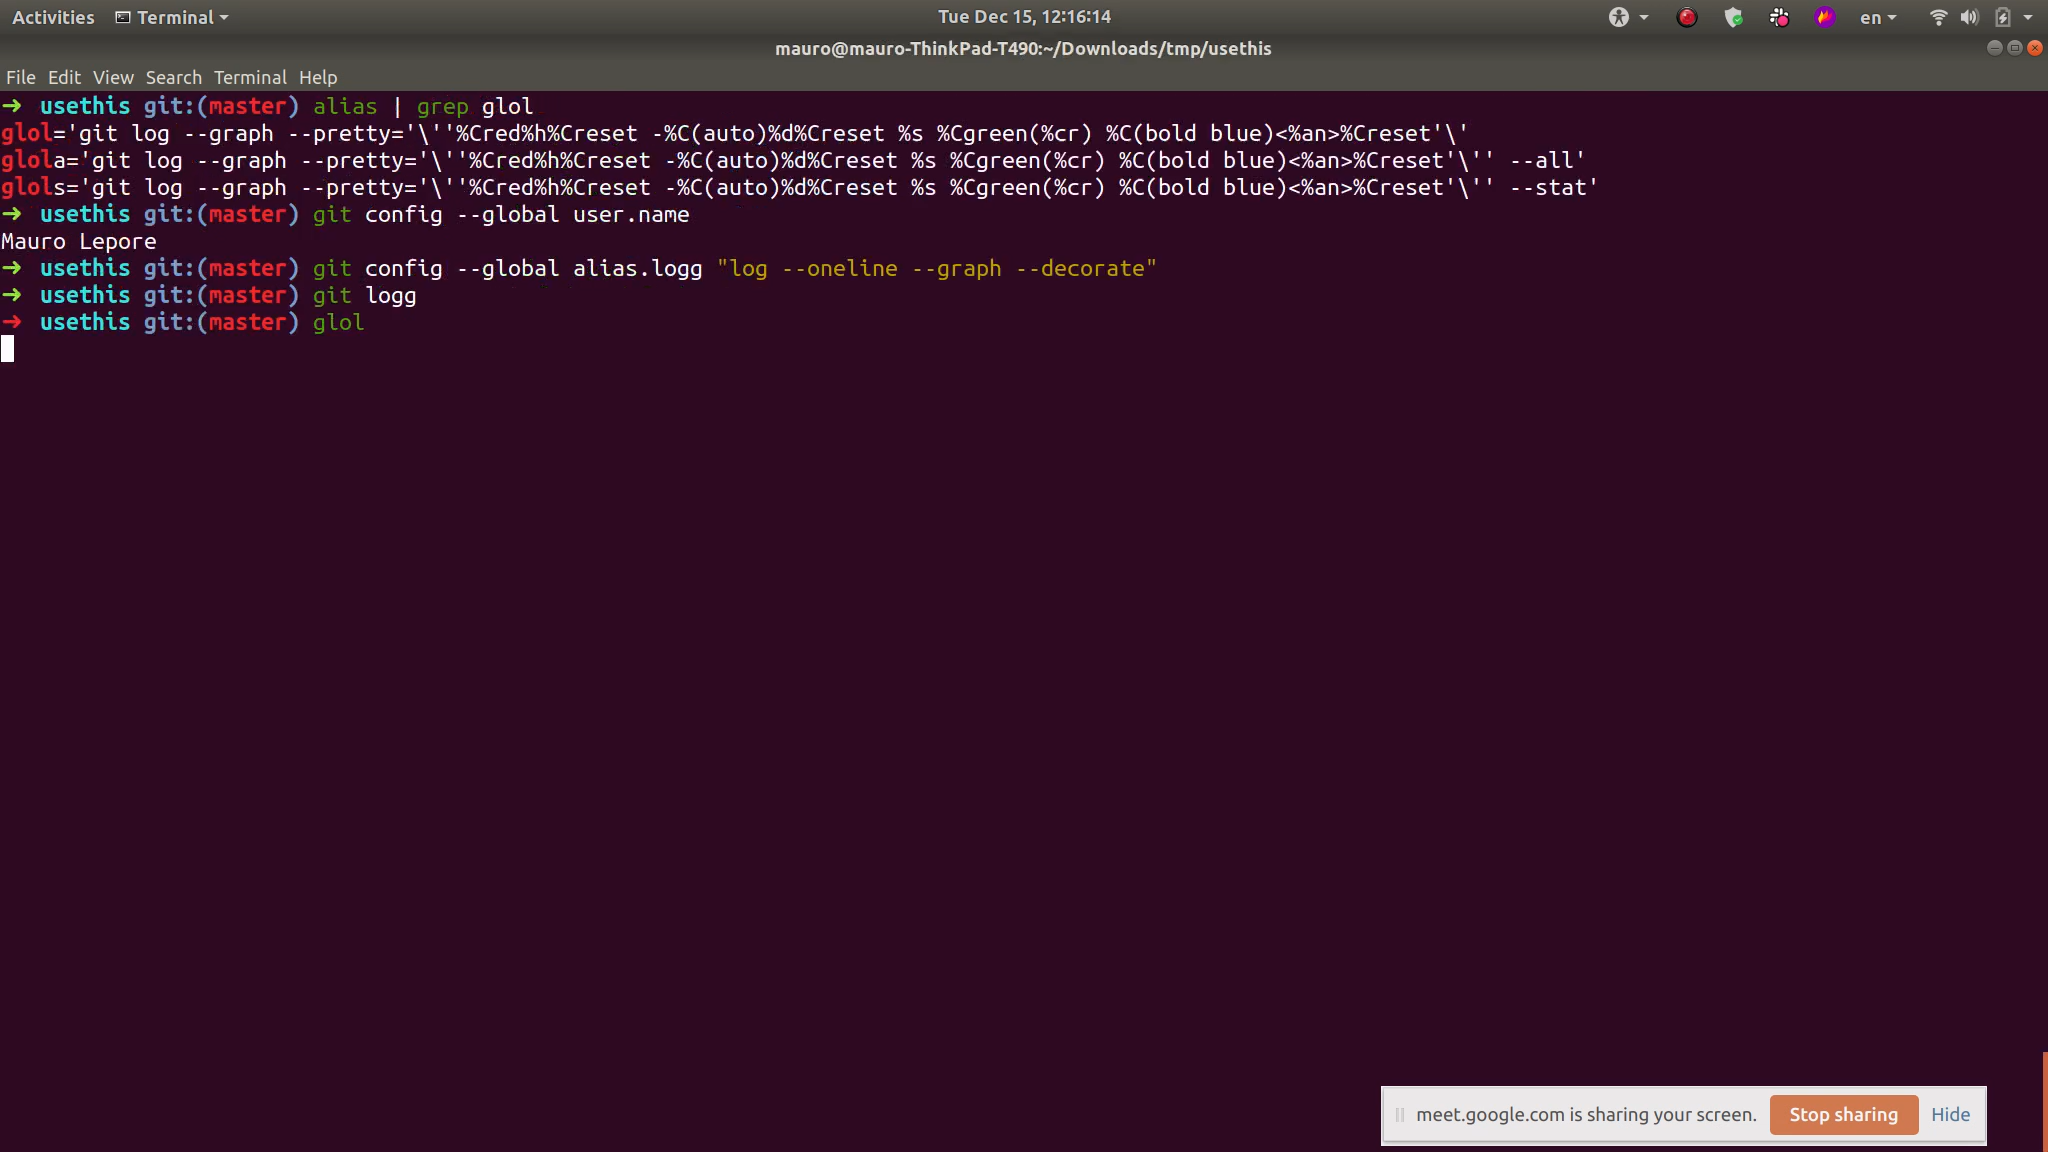 Activities Terminal Tue Dec 15, 12:16:14 en
mauro@mauro-ThinkPad-T490:~/Downloads/tmp/usethis
File Edit View Search Terminal Help
➜ usethis git:(master) alias | grep glol
glol='git log --graph --pretty='\''%Cred%h%Creset -%C(auto)%d%Creset %s %Cgreen(%cr) %C(bold blue)<%an>%Creset'\'
glola='git log --graph --pretty='\''%Cred%h%Creset -%C(auto)%d%Creset %s %Cgreen(%cr) %C(bold blue)<%an>%Creset'\'' --all'
glols='git log --graph --pretty='\''%Cred%h%Creset -%C(auto)%d%Creset %s %Cgreen(%cr) %C(bold blue)<%an>%Creset'\'' --stat'
➜ usethis git:(master) git config --global user.name
Mauro Lepore
➜ usethis git:(master) git config --global alias.logg "log --oneline --graph --decorate"
➜ usethis git:(master) git logg
➜ usethis git:(master) glol
meet.google.com is sharing your screen. Stop sharing Hide